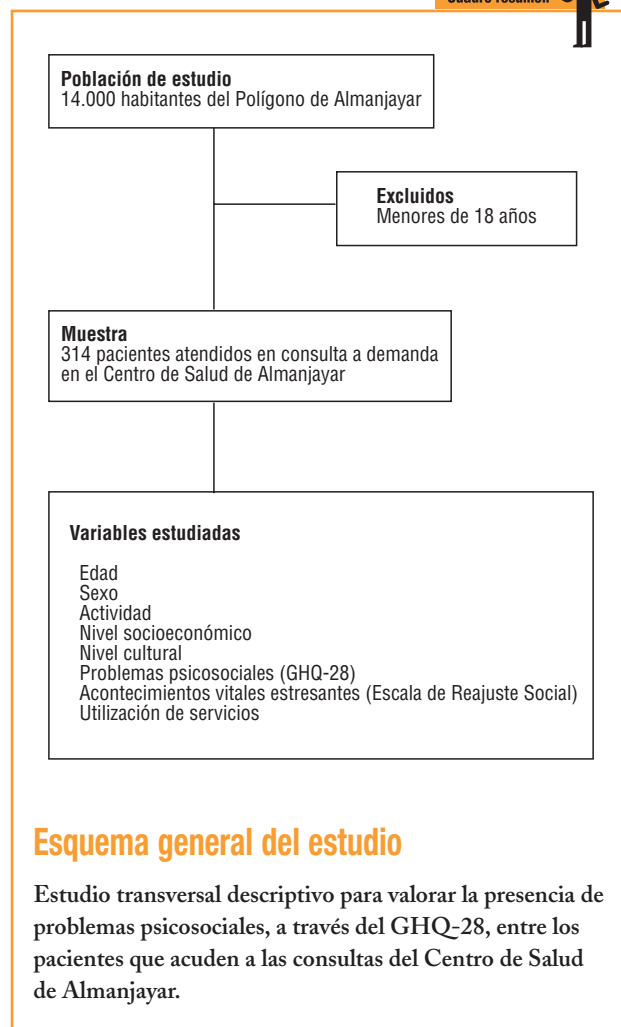 Cuadro resumen
Población de estudio
14.000 habitantes del Polígono de Almanjayar
Excluidos
Menores de 18 años
Muestra
314 pacientes atendidos en consulta a demanda
en el Centro de Salud de Almanjayar
Variables estudiadas
Edad
Sexo
Actividad
Nivel socioeconómico
Nivel cultural
Problemas psicosociales (GHQ-28)
Acontecimientos vitales estresantes (Escala de Reajuste Social)
Utilización de servicios
Esquema general del estudio
Estudio transversal descriptivo para valorar la presencia de
problemas psicosociales, a través del GHQ-28, entre los
pacientes que acuden a las consultas del Centro de Salud
de Almanjayar.